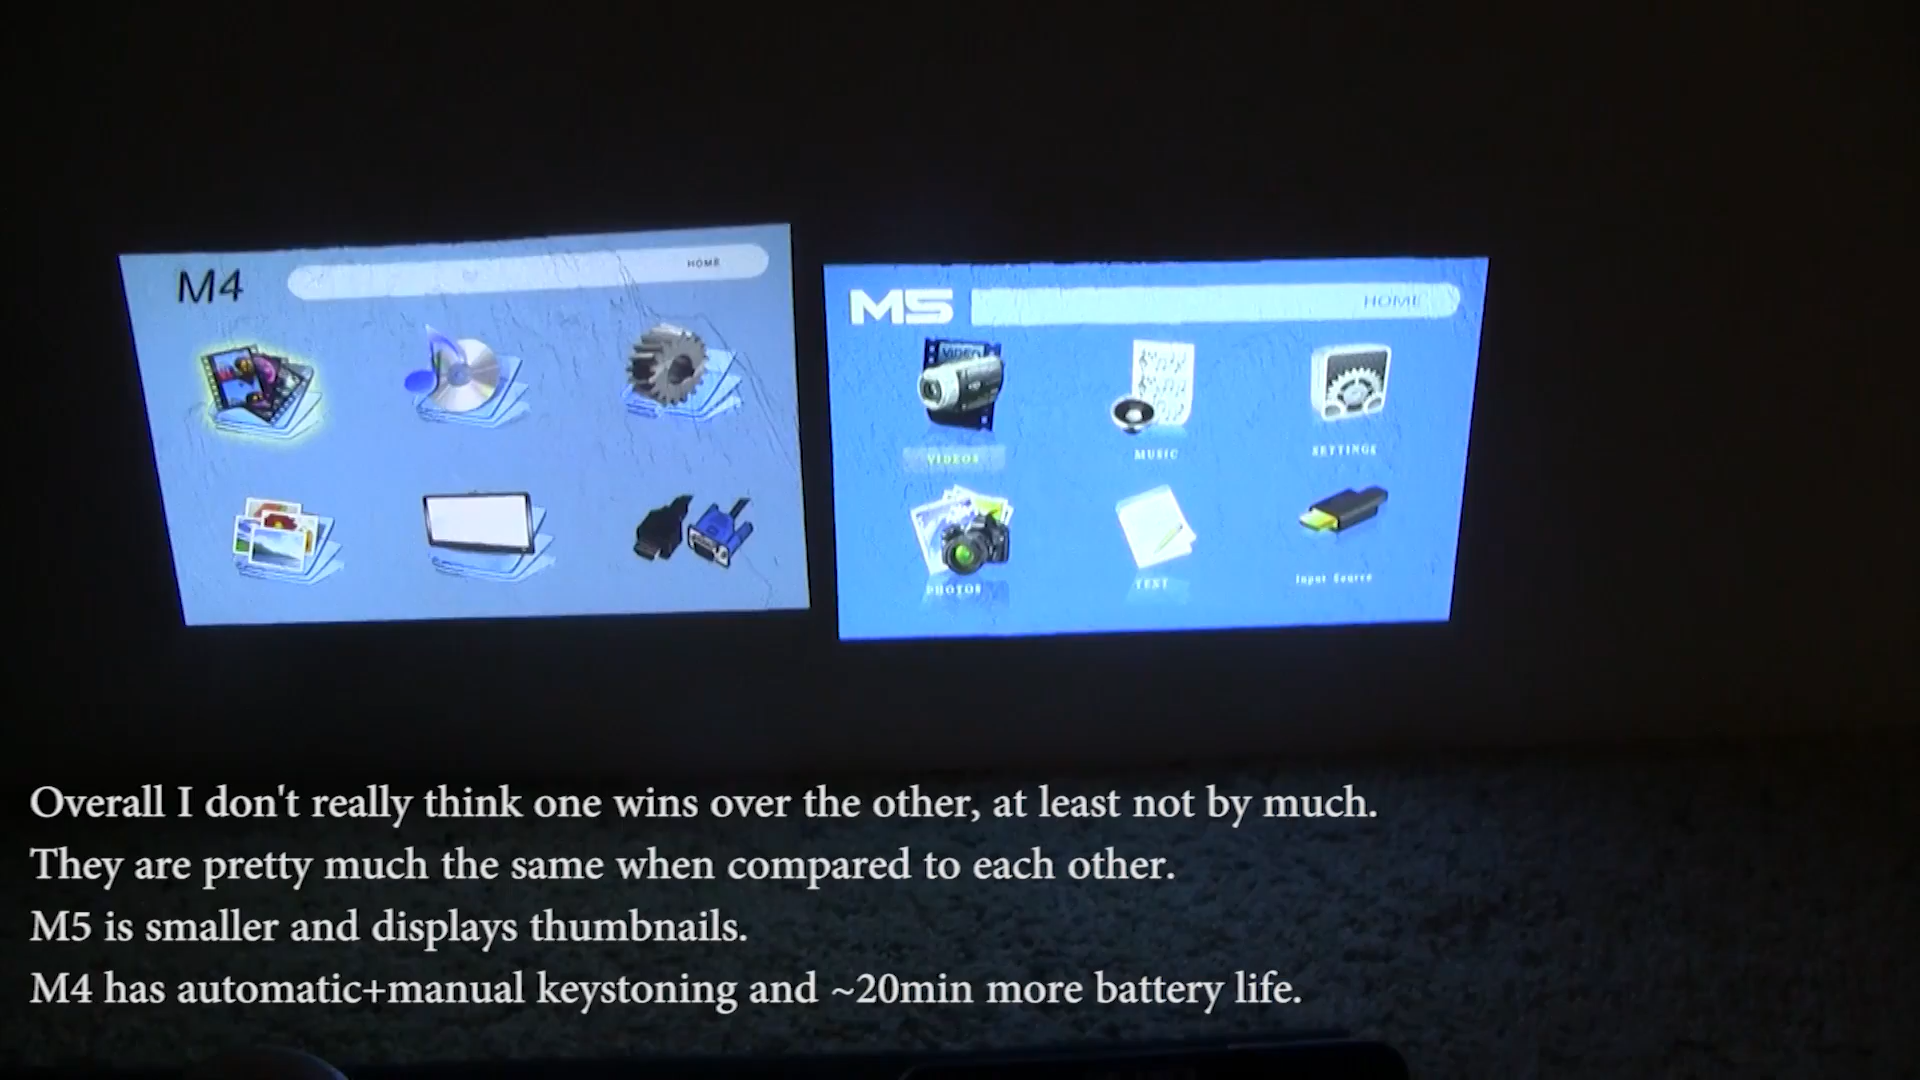 M4
HOME
M5
HOME
VIDEO
VIDEOS
MUSIC
SETTINGS
PHOTOS
TEXT
Input Source
Overall I don't really think one wins over the other, at least not by much.
They are pretty much the same when compared to each other.
M5 is smaller and displays thumbnails.
M4 has automatic+manual keystoning and ~20min more battery life.